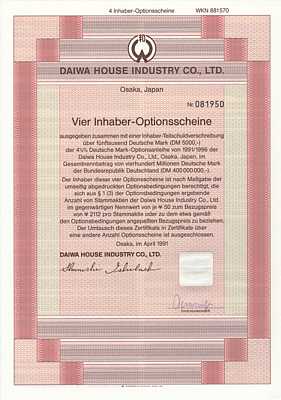 4 Inhaber-Optionsscheine WKN 881570
DAIWA HOUSE INDUSTRY CO., LTD.
Osaka, Japan
Nr. 081950
Vier Inhaber-Optionsscheine
ausgegeben zusammen mit einer Inhaber-Teilschuldverschreibung
über fünftausend Deutsche Mark (DM 5000,-)
der 4¼% Deutsche Mark-Optionsanleihe von 1991/1996 der
Daiwa House Industry Co., Ltd., Osaka, Japan, im
Gesamtnennbetrag von vierhundert Millionen Deutsche Mark
der Bundesrepublik Deutschland (DM 400 000 000,-).
Der Inhaber dieser vier Optionsscheine ist nach Maßgabe der
umseitig abgedruckten Optionsbedingungen berechtigt, die
sich aus § 1 (3) der Optionsbedingungen ergebende
Anzahl von Stammaktien der Daiwa House Industry Co., Ltd.
im gegenwärtigen Nennwert von je ¥ 50 zum Bezugspreis
von ¥ 2112 pro Stammaktie oder zu dem etwa gemäß
den Optionsbedingungen angepaßten Bezugspreis zu beziehen.
Der Umtausch dieses Zertifikats in Zertifikate über
eine andere Anzahl Optionsscheine ist ausgeschlossen.
Osaka, im April 1991
DAIWA HOUSE INDUSTRY CO., LTD.